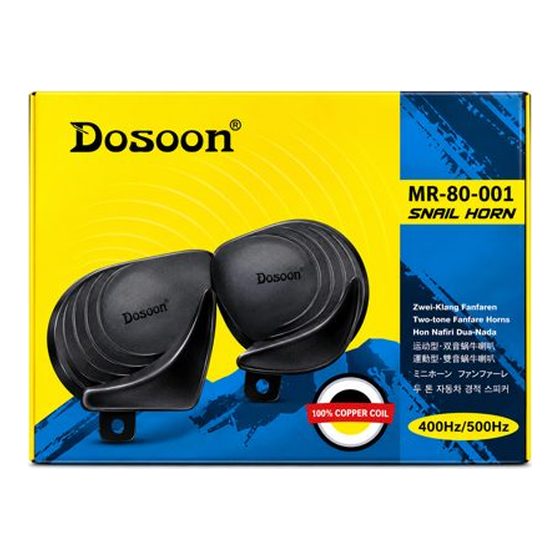 Dosoon®
MR-80-001
SNAIL HORN
Dosoon®
Dosoon®
Zwei-Klang Fanfaren
Two-tone Fanfare Horns
Hon Nafiri Dua-Nada
运动型·双音蜗牛喇叭
運動型·雙音蝸牛喇叭
ミニホーン ファンファーレ
두 톤 자동차 경적 스피커
100% COPPER COIL
400Hz/500Hz